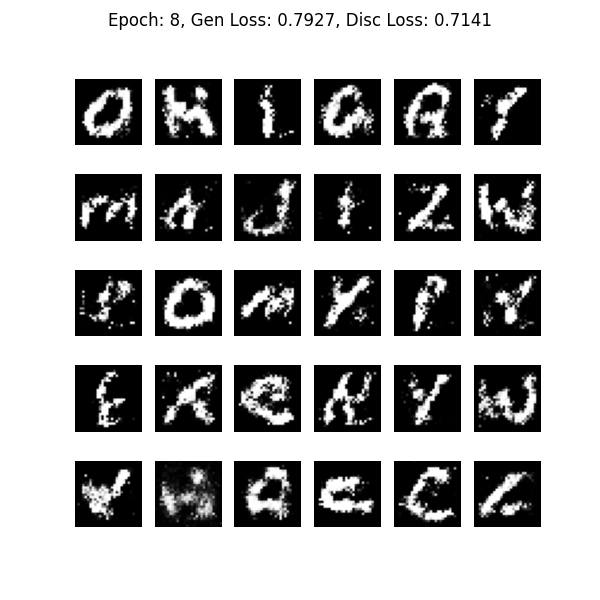 Epoch: 8, Gen Loss: 0.7927, Disc Loss: 0.7141
O M I G A Y
m J I Z W
O m Y P Y
E K C K Y W
H a C C L